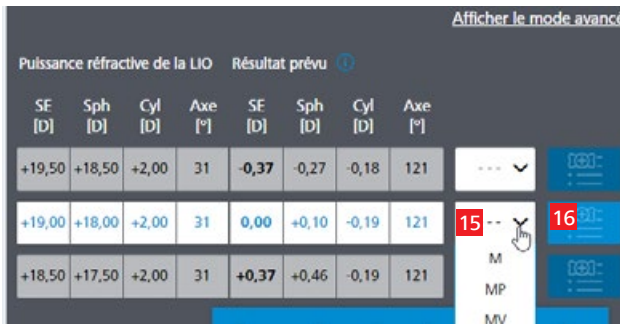 Afficher le mode avancé
Puissance réfractive de la LIO Résultat prévu
SE Sph Cyl Axe SE Sph Cyl Axe
[D] [D] [D] [º] [D] [D] [D] [º]
+19,50 +18,50 +2,00 31 -0,37 -0,27 -0,18 121 ---
+19,00 +18,00 +2,00 31 0,00 +0,10 -0,19 121 15 -- 16
M
+18,50 +17,50 +2,00 31 +0,37 +0,46 -0,19 121
MP
MV